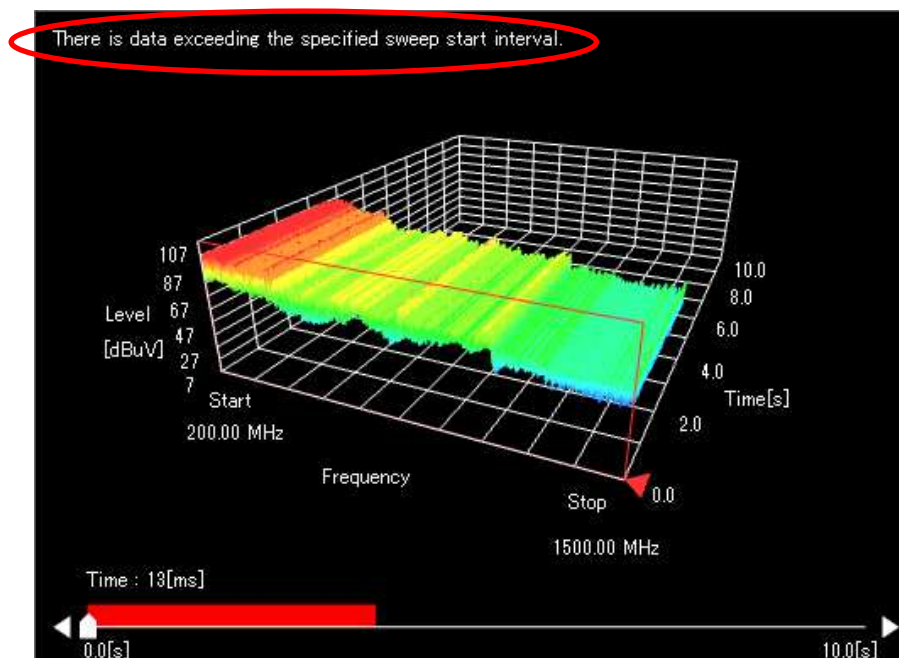 There is data exceeding the specified sweep start interval.
107
87
Level 67
47
[dBuV]
27
7
Start
200.00 MHz
Frequency
Stop
1500.00 MHz
10.0
8.0
6.0
4.0
Time[s]
2.0
0.0
Time : 13[ms]
0.0[s]
10.0[s]